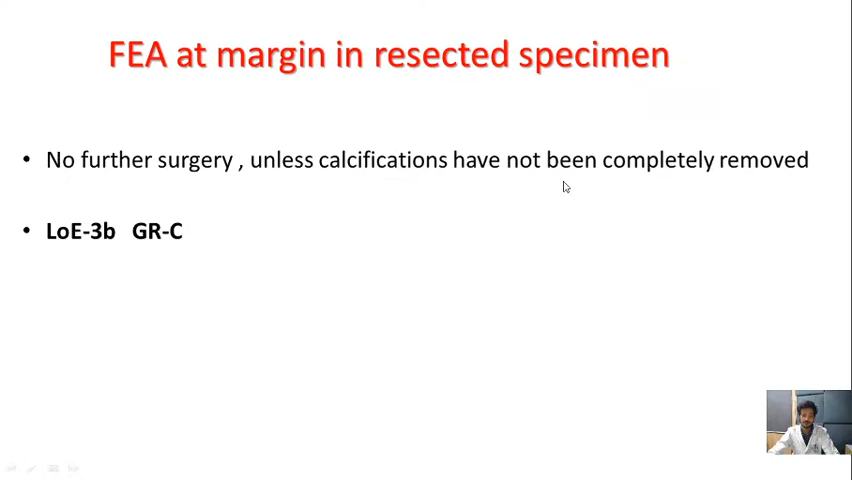 FEA at margin in resected specimen
• No further surgery , unless calcifications have not been completely removed
• LoE-3b GR-C